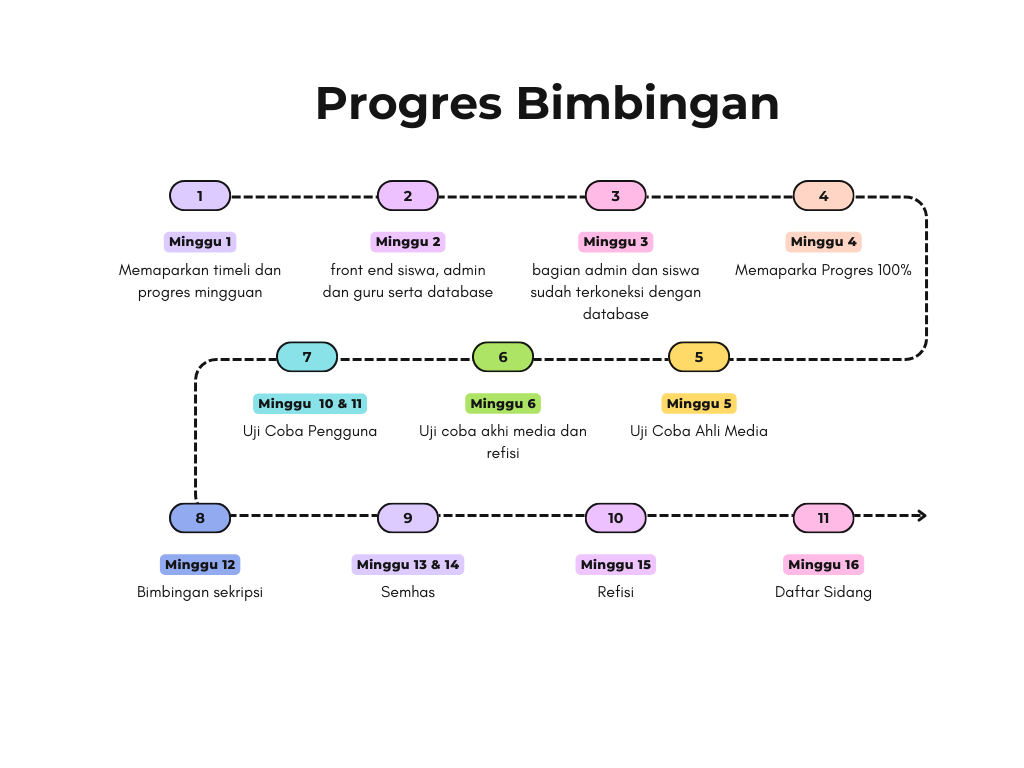 Progres Bimbingan
1
2
3
4
Minggu 1
Minggu 2
Minggu 3
Minggu 4
Memaparkan timeli dan
progres mingguan
front end siswa, admin
dan guru serta database
bagian admin dan siswa
sudah terkoneksi dengan
database
Memaparka Progres 100%
7
6
5
Minggu 10 & 11
Minggu 6
Minggu 5
Uji Coba Pengguna
Uji coba akhi media dan
refisi
Uji Coba Ahli Media
8
9
10
11
Minggu 12
Minggu 13 & 14
Minggu 15
Minggu 16
Bimbingan sekripsi
Semhas
Refisi
Daftar Sidang